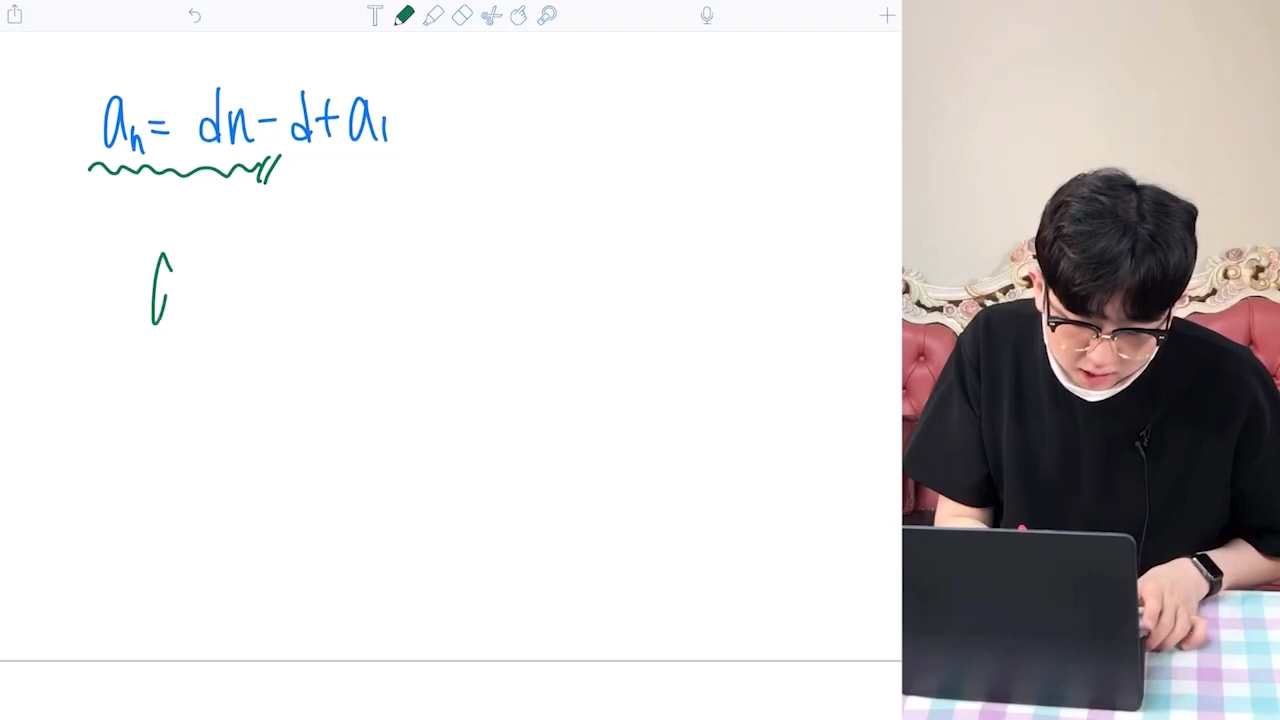 aₙ = dn - d + a₁